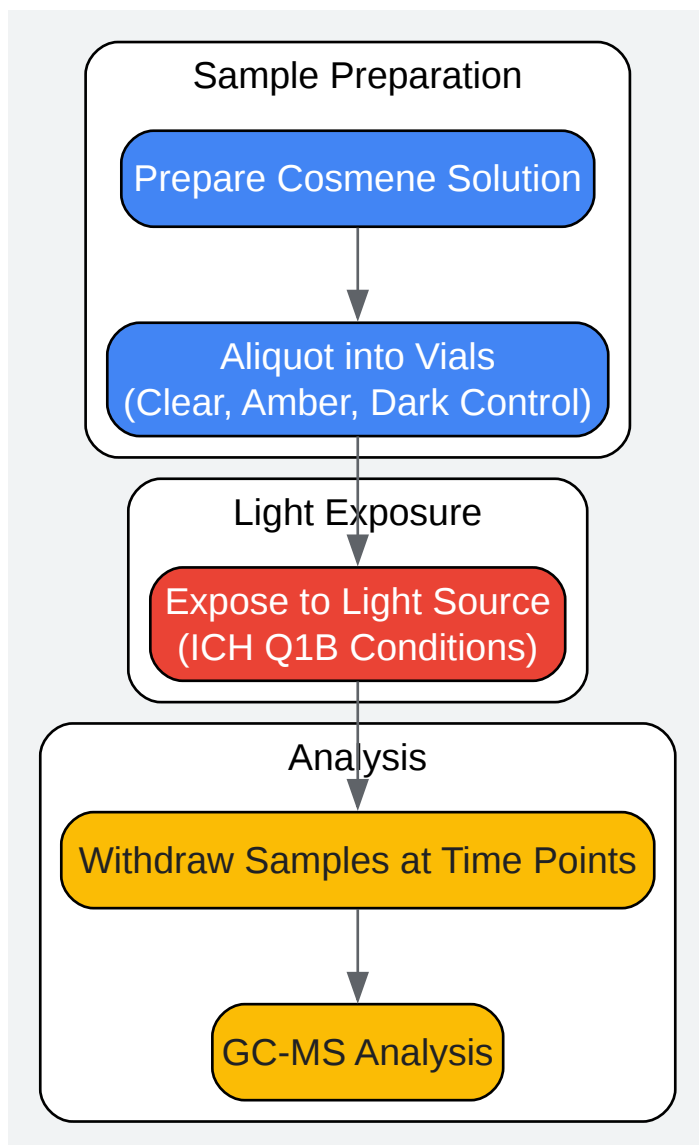 Sample Preparation
Prepare Cosmene Solution
Aliquot into Vials
(Clear, Amber, Dark Control)
Light Exposure
Expose to Light Source
(ICH Q1B Conditions)
Analysis
Withdraw Samples at Time Points
GC-MS Analysis